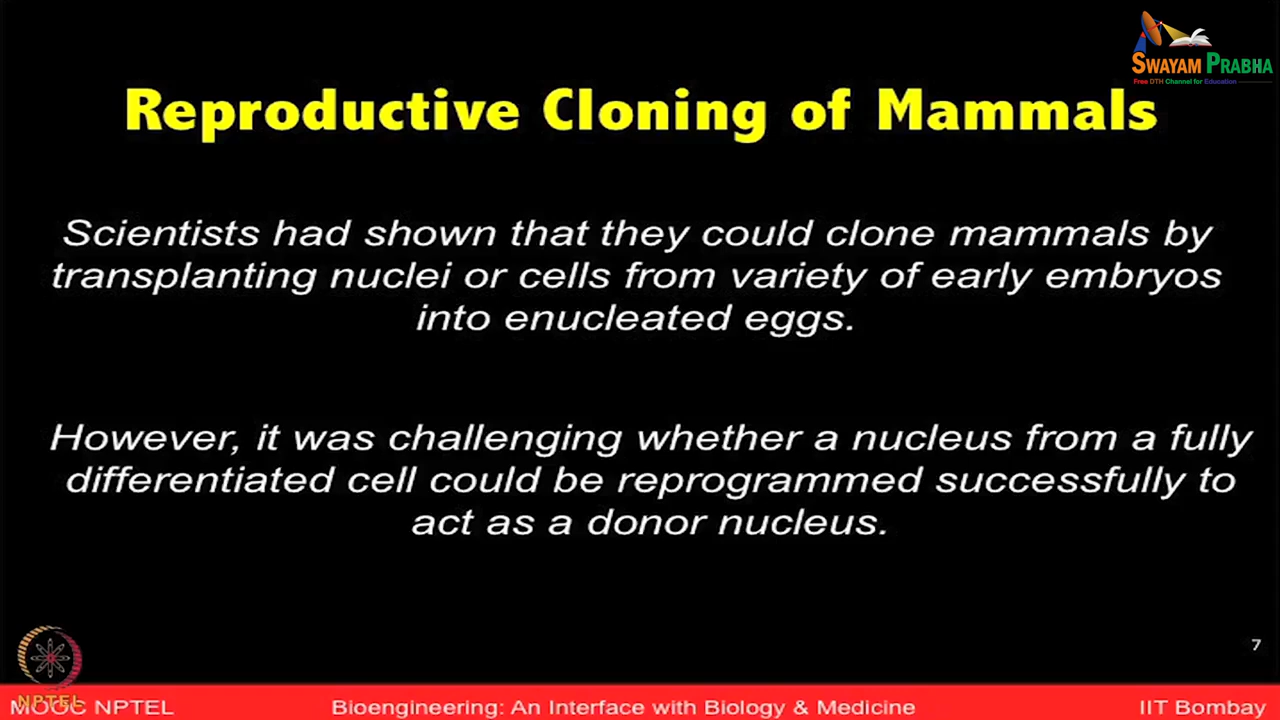 SWAYAM PRABHA
Free DTH Channel for Education
Reproductive Cloning of Mammals
Scientists had shown that they could clone mammals by
transplanting nuclei or cells from variety of early embryos
into enucleated eggs.
However, it was challenging whether a nucleus from a fully
differentiated cell could be reprogrammed successfully to
act as a donor nucleus.
7
NPTEL
MOOC NPTEL Bioengineering: An Interface with Biology & Medicine IIT Bombay